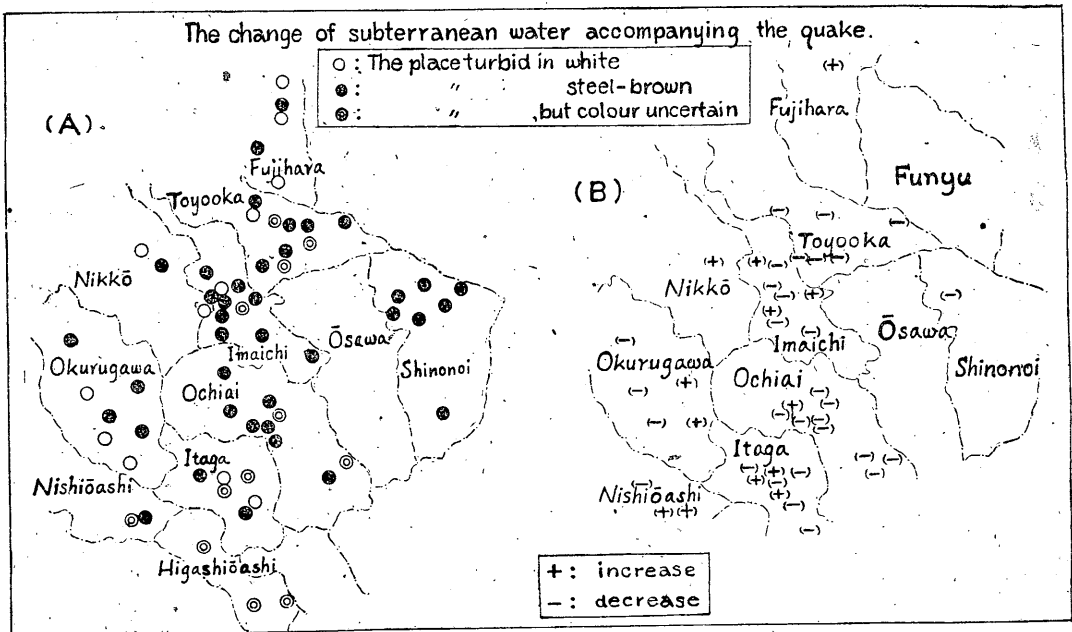 The change of subterranean water accompanying the quake.
○ : The place turbid in white
● : 〃 steel-brown
◎ : 〃 , but colour uncertain
(A).
Fujihara
Toyooka
Nikkō
Imaichi
Ōsawa
Okurugawa
Shinonoi
Ochiai
Itaga
Nishiōashi
Higashiōashi
(B)
(+)
Fujihara
Funyu
(-) (-) (-)
Toyooka
(+) (+) (-) (-) (-)
Nikkō
(-) (-) (+) (-)
(+) (-) (-)
Ōsawa
Imaichi
(-)
Okurugawa
(+)
Ochiai
Shinonoi
(-) (-)
(+) (-)
(-) (+) (-) (-) (-) (-)
Itaga
(-) (+) (-) (-) (-) (-)
(+) (-)
(-) (+) (-)
Nishiōashi
(+) (+) (-)
+ : increase
− : decrease